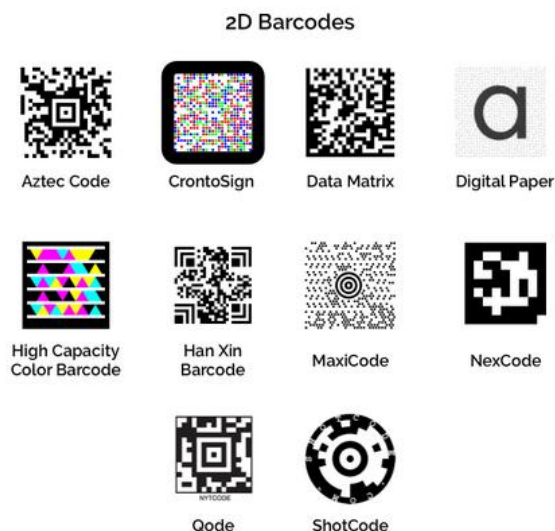 2D Barcodes
Aztec Code
CrontoSign
Data Matrix
a
Digital Paper
High Capacity
Color Barcode
Han Xin
Barcode
MaxiCode
NexCode
NYTCODE
Qode
ShotCode